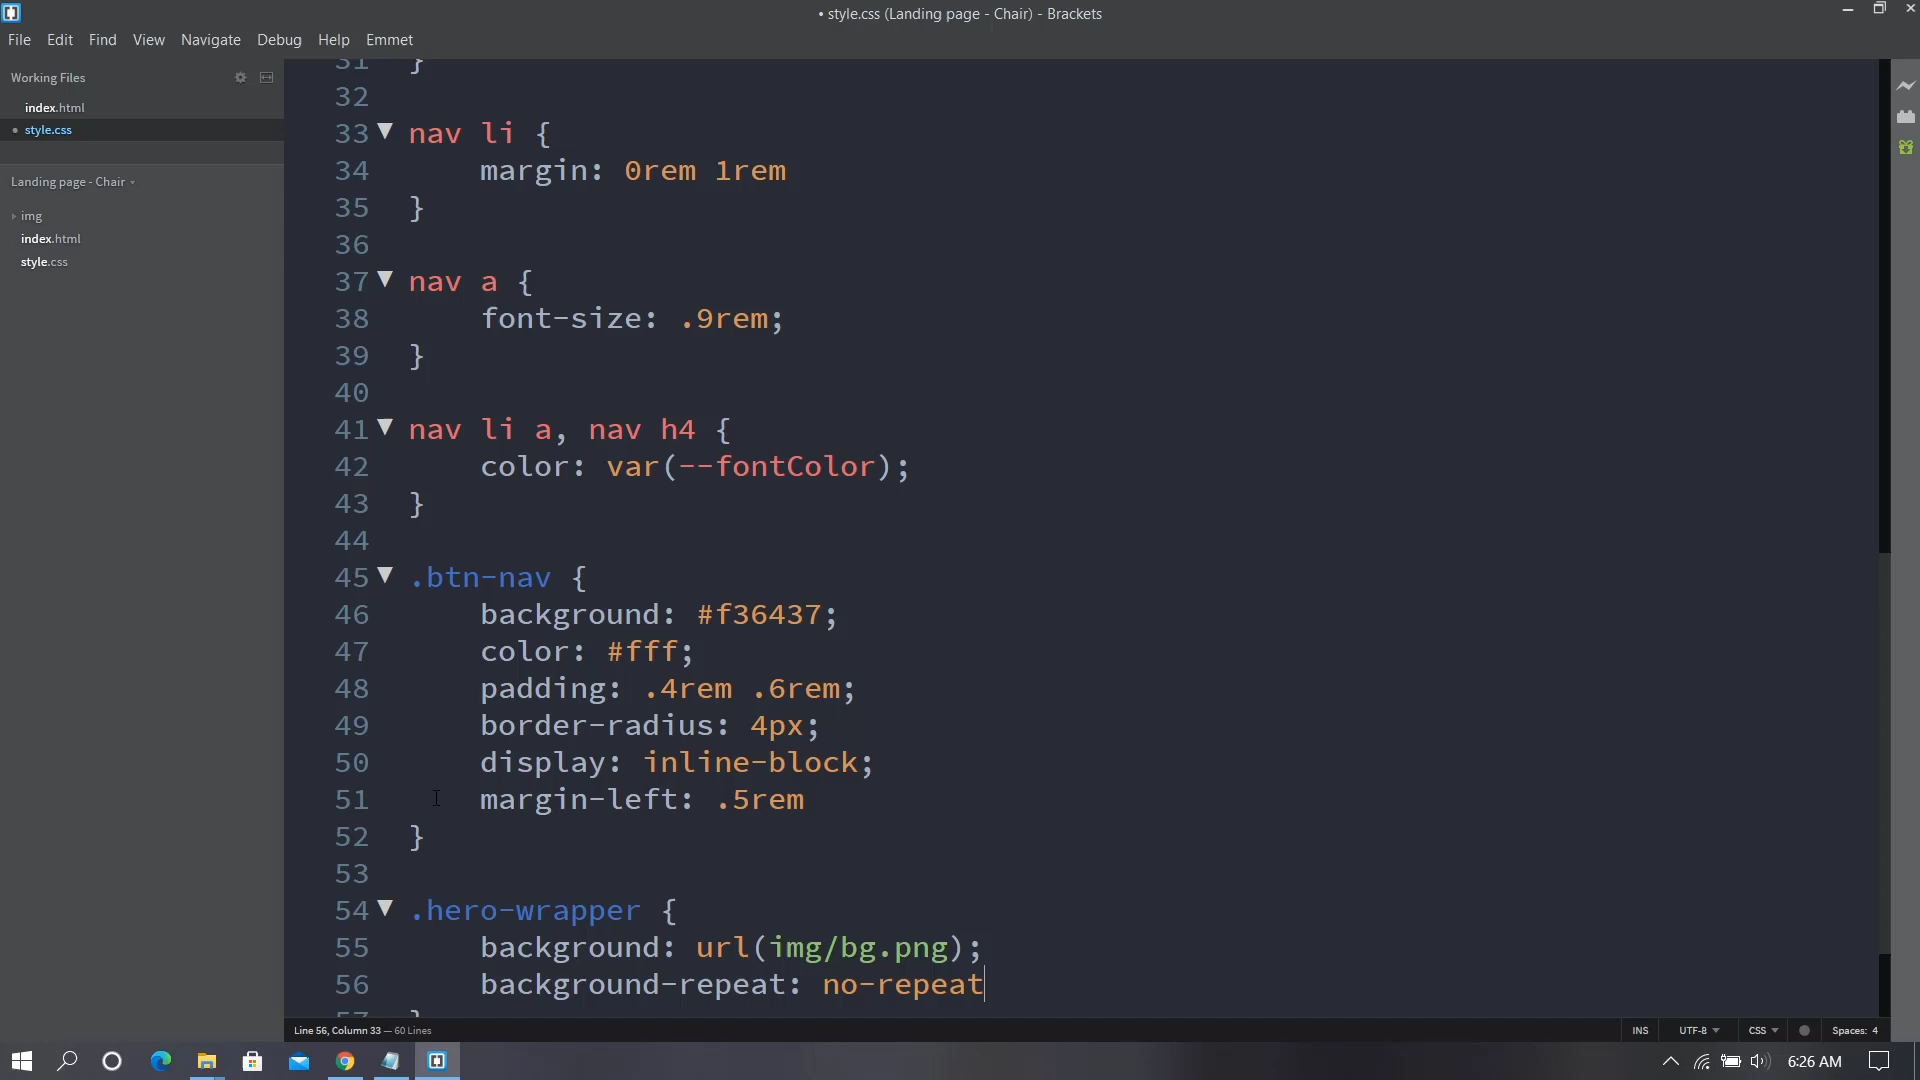 • style.css (Landing page - Chair) - Brackets
File Edit Find View Navigate Debug Help Emmet
Working Files
index.html
• style.css
Landing page - Chair
img
index.html
style.css
31 }
32
33 nav li {
34 margin: 0rem 1rem
35 }
36
37 nav a {
38 font-size: .9rem;
39 }
40
41 nav li a, nav h4 {
42 color: var(--fontColor);
43 }
44
45 .btn-nav {
46 background: #f36437;
47 color: #fff;
48 padding: .4rem .6rem;
49 border-radius: 4px;
50 display: inline-block;
51 margin-left: .5rem
52 }
53
54 .hero-wrapper {
55 background: url(img/bg.png);
56 background-repeat: no-repeat
57 }
Line 56, Column 33 — 60 Lines
INS UTF-8 CSS Spaces: 4
6:26 AM